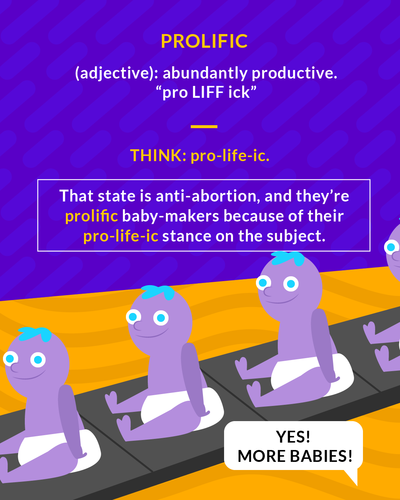 PROLIFIC
(adjective): abundantly productive.
“pro LIFF ick”
THINK: pro-life-ic.
That state is anti-abortion, and they’re
prolific baby-makers because of their
pro-life-ic stance on the subject.
YES!
MORE BABIES!